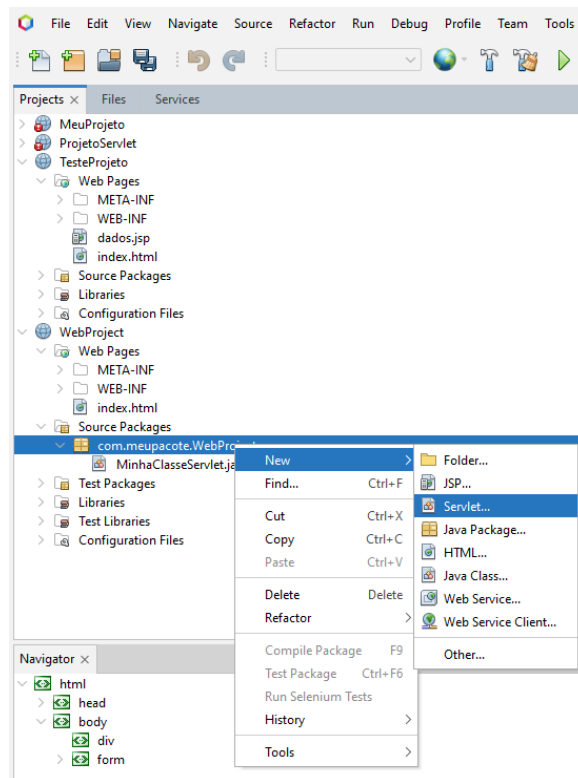 File Edit View Navigate Source Refactor Run Debug Profile Team Tools
Projects Files Services
MeuProjeto
ProjetoServlet
TesteProjeto
Web Pages
META-INF
WEB-INF
dados.jsp
index.html
Source Packages
Libraries
Configuration Files
WebProject
Web Pages
META-INF
WEB-INF
index.html
Source Packages
com.meupacote.WebProject
MinhaClasseServlet.ja
Test Packages
Libraries
Test Libraries
Configuration Files
New
Find... Ctrl+F
Cut Ctrl+X
Copy Ctrl+C
Paste Ctrl+V
Delete Delete
Refactor
Compile Package F9
Test Package Ctrl+F6
Run Selenium Tests
History
Tools
Folder...
JSP...
Servlet...
Java Package...
HTML...
Java Class...
Web Service...
Web Service Client...
Other...
Navigator
html
head
body
div
form